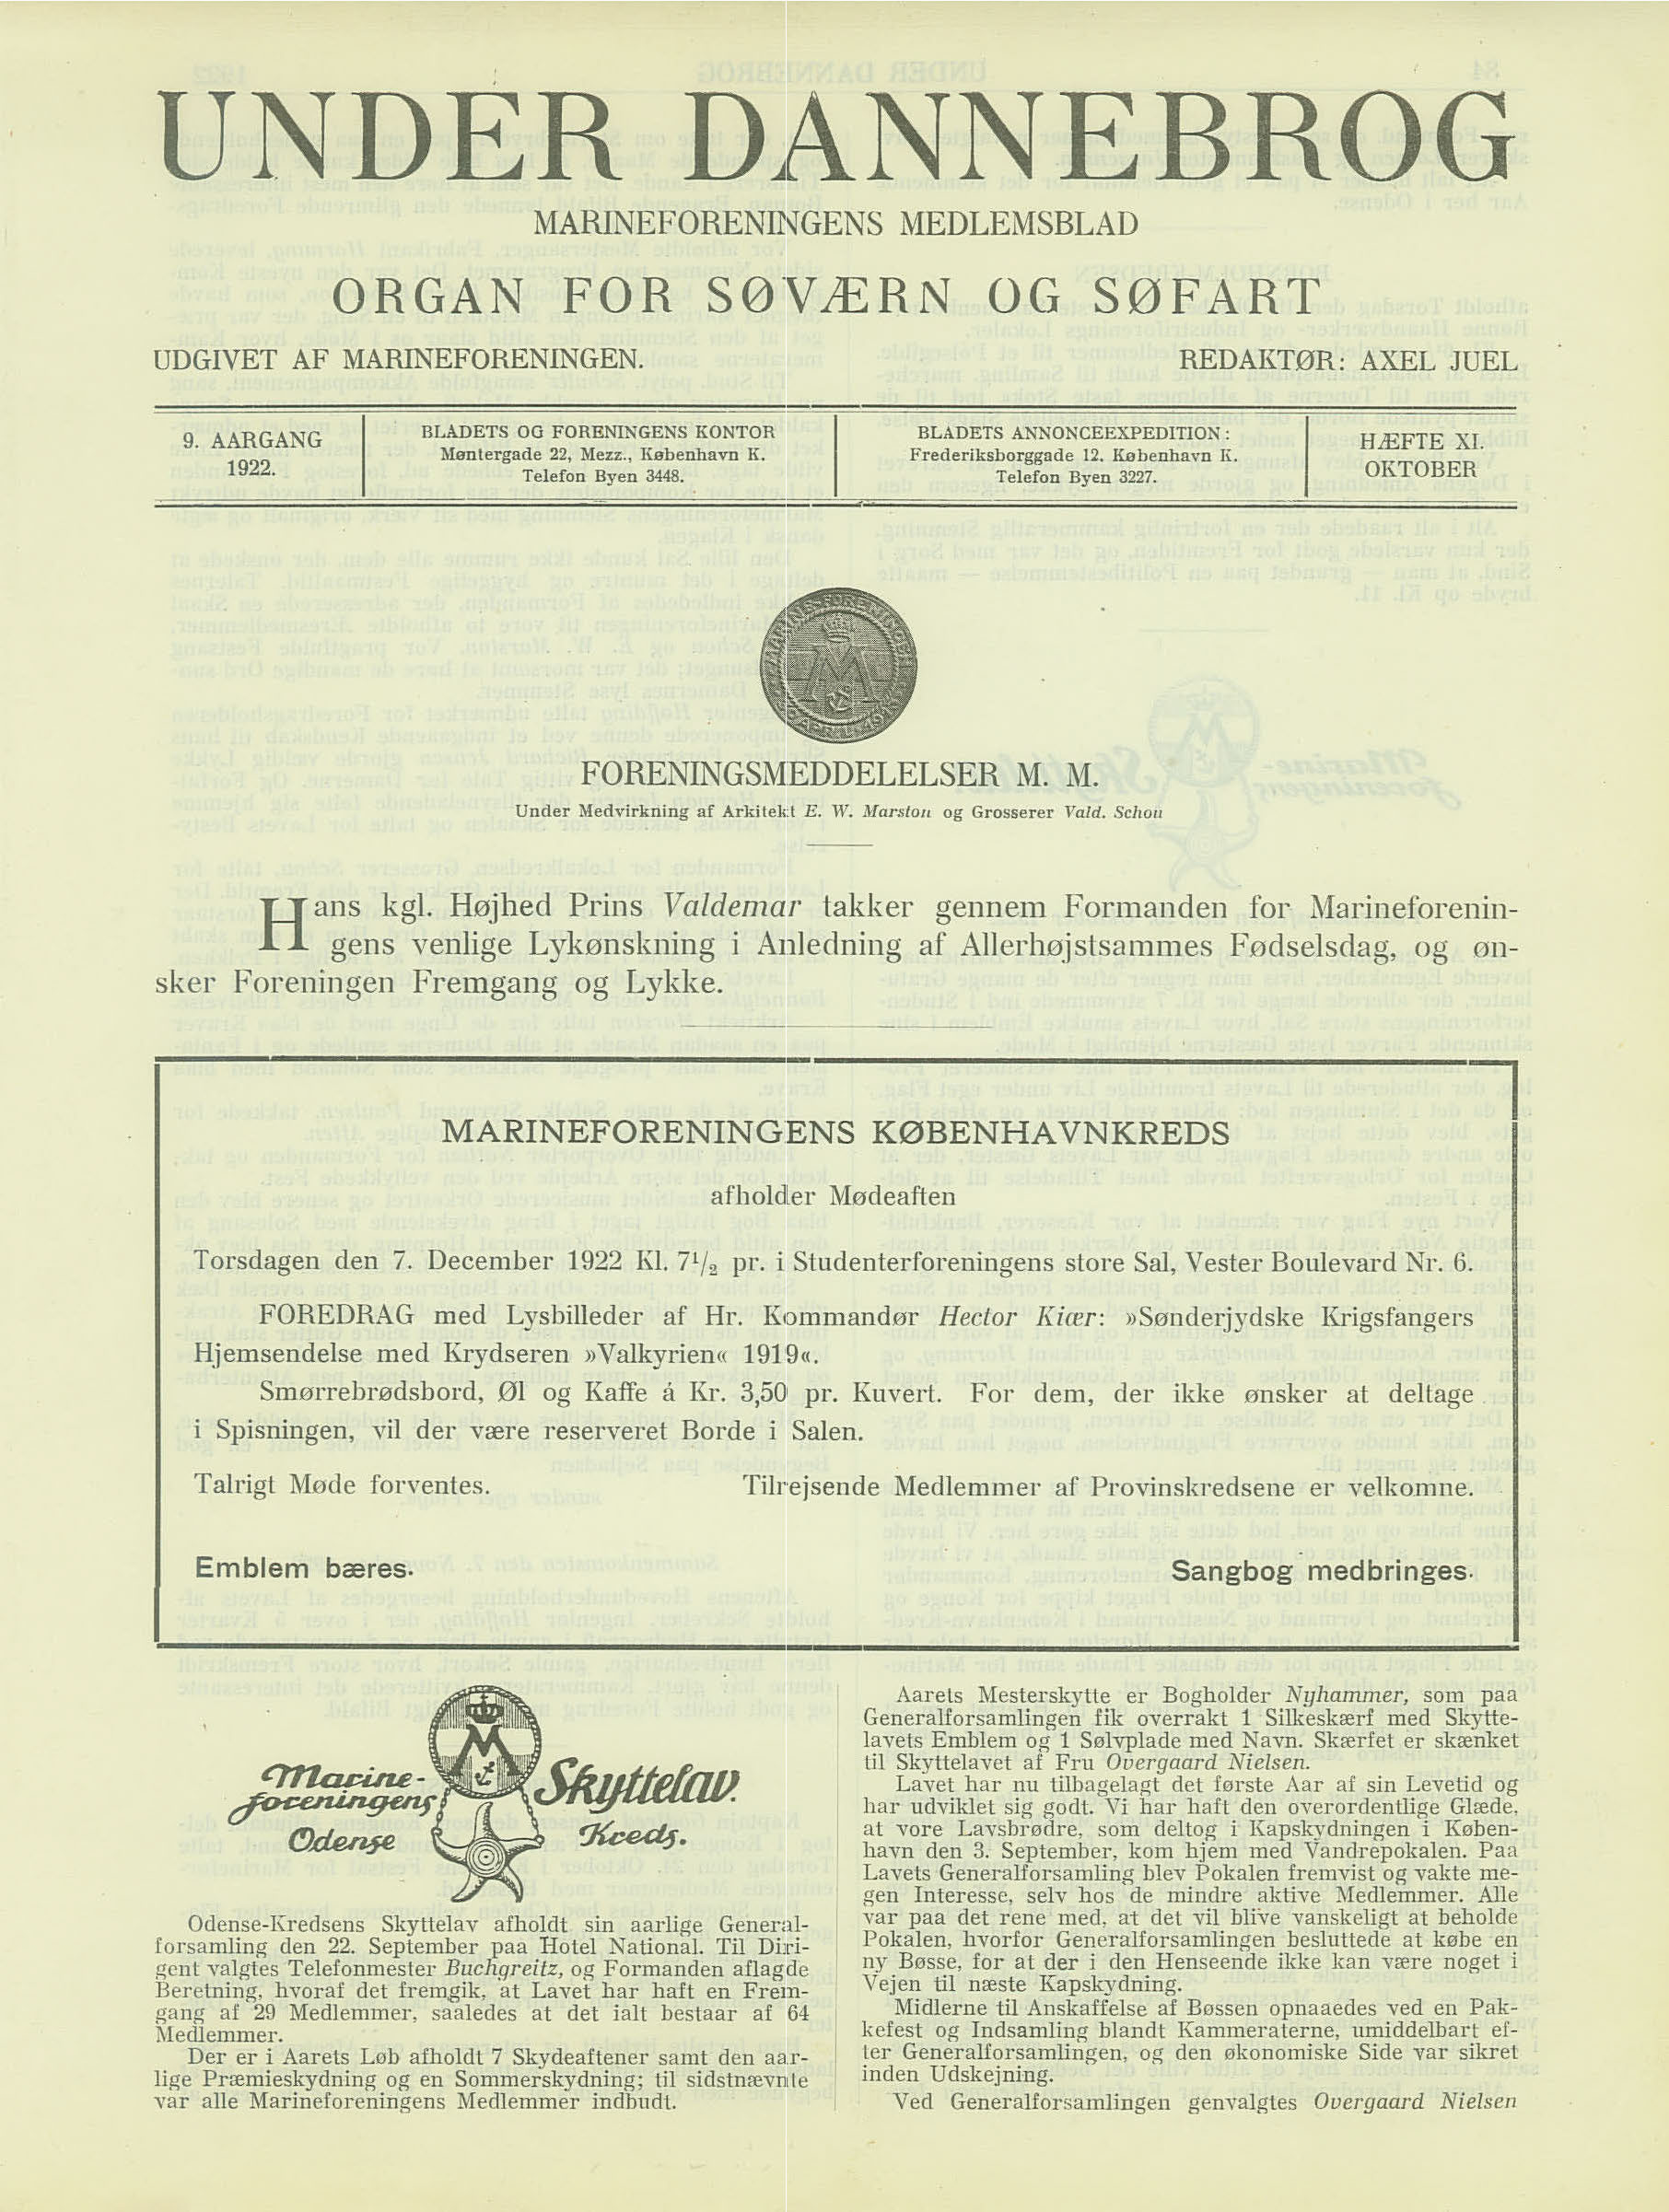 UNDER DANNEBROG
MARINEFORENINGENS MEDLEMSBLAD
ORGAN FOR SØVÆRN OG SØFART
UDGIVET AF MARINEFORENINGEN. REDAKTØR: AXEL JUEL
9. AARGANG
1922.
BLADETS OG FORENINGENS KONTOR
Møntergade 22, Mezz., København K.
Telefon Byen 3448.
BLADETS ANNONCEEXPEDITION:
Frederiksborggade 12. København K.
Telefon Byen 3227.
HÆFTE XI.
OKTOBER
MARINE-FORENINGEN
M
FORENINGSMEDDELELSER M. M.
Under Medvirkning af Arkitekt E. W. Marston og Grosserer Vald. Schou
Hans kgl. Højhed Prins Valdemar takker gennem Formanden for Marineforenin-
gens venlige Lykønskning i Anledning af Allerhøjstsammes Fødselsdag, og øn-
sker Foreningen Fremgang og Lykke.
MARINEFORENINGENS KØBENHAVNKREDS
afholder Mødeaften
Torsdagen den 7. December 1922 Kl. 7½ pr. i Studenterforeningens store Sal, Vester Boulevard Nr. 6.
FOREDRAG med Lysbilleder af Hr. Kommandør Hector Kiær: »Sønderjydske Krigsfangers
Hjemsendelse med Krydseren »Valkyrien« 1919«.
Smørrebrødsbord, Øl og Kaffe á Kr. 3,50 pr. Kuvert. For dem, der ikke ønsker at deltage
i Spisningen, vil der være reserveret Borde i Salen.
Talrigt Møde forventes. Tilrejsende Medlemmer af Provinskredsene er velkomne.
Emblem bæres. Sangbog medbringes.
M
Marine-
foreningens Skyttelav.
Odense Kreds.
Odense-Kredsens Skyttelav afholdt sin aarlige General-
forsamling den 22. September paa Hotel National. Til Diri-
gent valgtes Telefonmester Buchgreitz, og Formanden aflagde
Beretning, hvoraf det fremgik, at Lavet har haft en Frem-
gang af 29 Medlemmer, saaledes at det ialt bestaar af 64
Medlemmer.
Der er i Aarets Løb afholdt 7 Skydeaftener samt den aar-
lige Præmieskydning og en Sommerskydning; til sidstnævnte
var alle Marineforeningens Medlemmer indbudt.
Aarets Mesterskytte er Bogholder Nyhammer, som paa
Generalforsamlingen fik overrakt 1 Silkeskærf med Skytte-
lavets Emblem og 1 Sølvplade med Navn. Skærfet er skænket
til Skyttelavet af Fru Overgaard Nielsen.
Lavet har nu tilbagelagt det første Aar af sin Levetid og
har udviklet sig godt. Vi har haft den overordentlige Glæde,
at vore Lavsbrødre, som deltog i Kapskydningen i Køben-
havn den 3. September, kom hjem med Vandrepokalen. Paa
Lavets Generalforsamling blev Pokalen fremvist og vakte me-
gen Interesse, selv hos de mindre aktive Medlemmer. Alle
var paa det rene med, at det vil blive vanskeligt at beholde
Pokalen, hvorfor Generalforsamlingen besluttede at købe en
ny Bøsse, for at der i den Henseende ikke kan være noget i
Vejen til næste Kapskydning.
Midlerne til Anskaffelse af Bøssen opnaaedes ved en Pak-
kefest og Indsamling blandt Kammeraterne, umiddelbart ef-
ter Generalforsamlingen, og den økonomiske Side var sikret
inden Udskejning.
Ved Generalforsamlingen genvalgtes Overgaard Nielsen